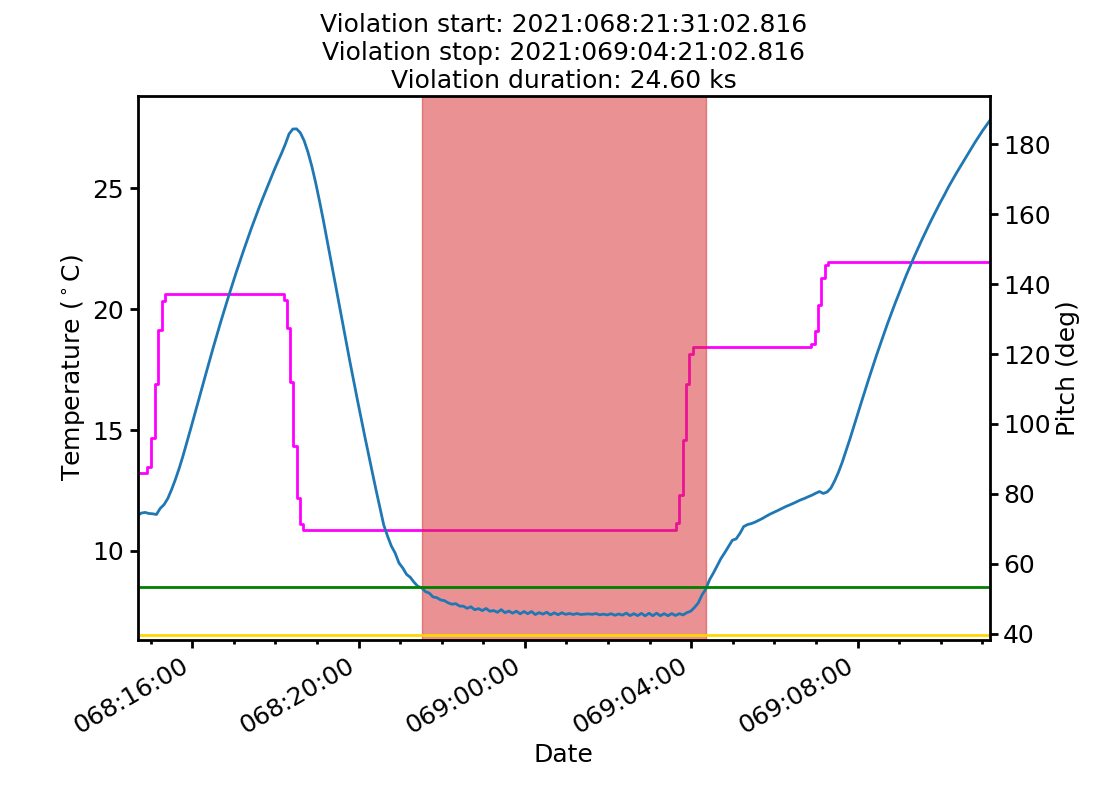 Violation start: 2021:068:21:31:02.816
Violation stop: 2021:069:04:21:02.816
Violation duration: 24.60 ks
Temperature (°C)
25
20
15
10
Pitch (deg)
180
160
140
120
100
80
60
40
068:16:00
068:20:00
069:00:00
069:04:00
069:08:00
Date